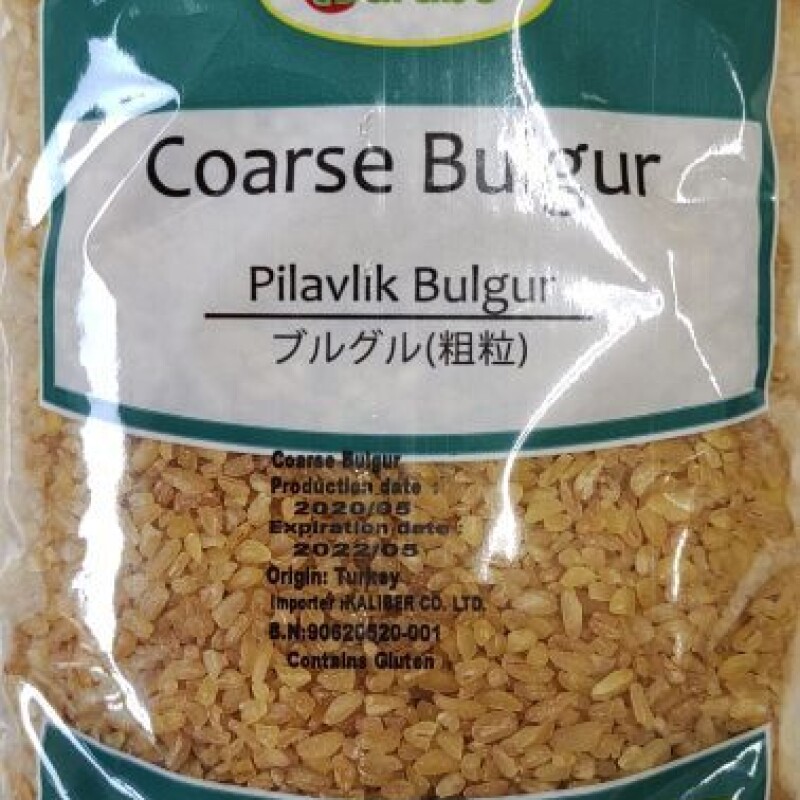 Coarse Bulgur
Pilavlık Bulgur
ブルグル(粗粒)
Coarse Bulgur
Production date :
2020/05
Expiration date :
2022/05
Origin: Turkey
Importer :KALIBER CO. LTD.
B.N:90620520-001
Contains Gluten